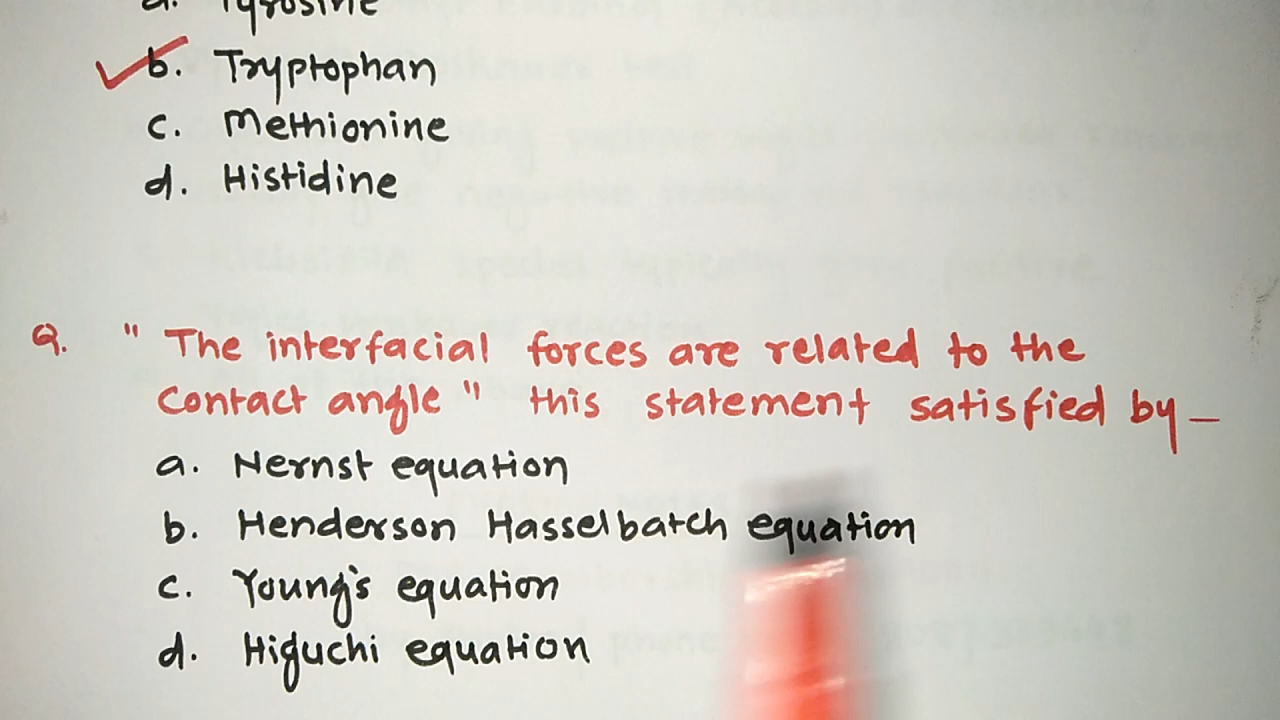 a. Tyrosine
b. Tryptophan
c. Methionine
d. Histidine
Q. " The interfacial forces are related to the
Contact angle " this statement satisfied by –
a. Nernst equation
b. Henderson Hasselbatch equation
c. Young's equation
d. Higuchi equation